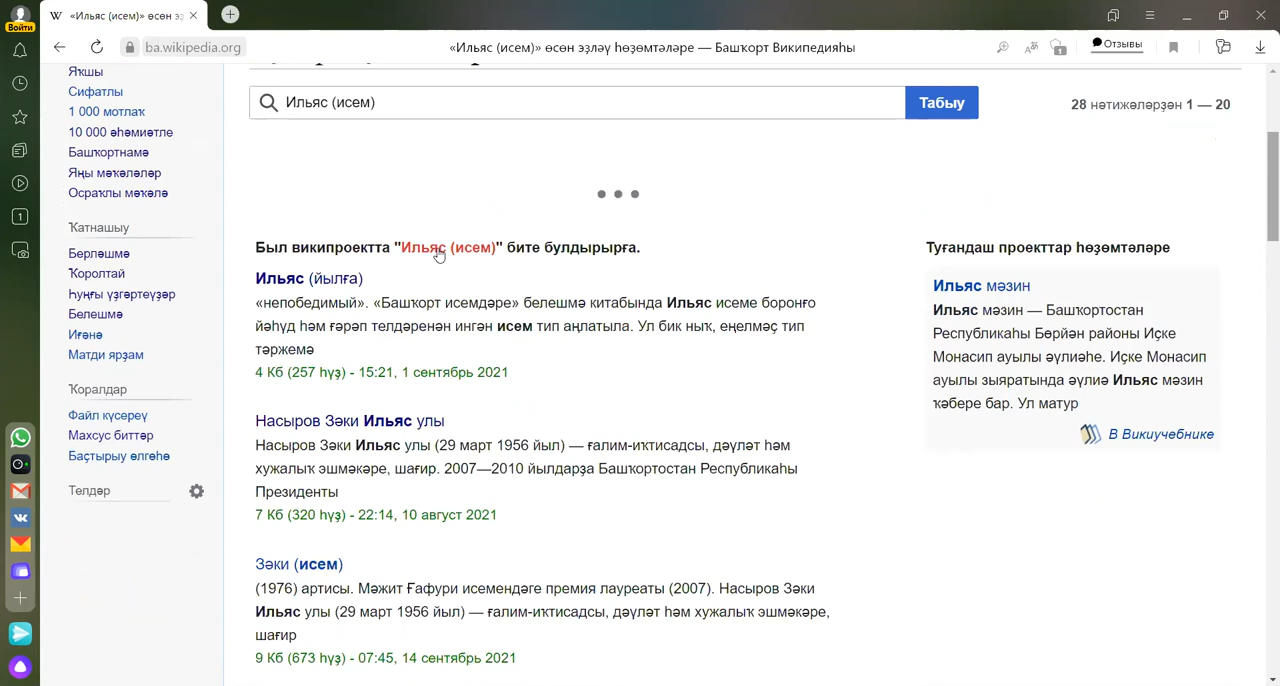 Войти
«Ильяс (исем)» өсөн эз
ba.wikipedia.org
«Ильяс (исем)» өсөн эҙләү һөҙөмтәләре — Башҡорт Википедияһы
1
Отзывы
Яҡшы
Сифатлы
1 000 мотлаҡ
10 000 әһәмиәтле
Башҡортнамә
Яңы мәҡәләләр
Осраҡлы мәҡәлә
Ҡатнашыу
Берләшмә
Ҡоролтай
Һуңғы үҙгәртеүҙәр
Белешмә
Иғәнә
Матди ярҙам
Ҡоралдар
Файл күсереү
Махсус биттәр
Баҫтырыу өлгөһө
Телдәр
Ильяс (исем)
Табыу
28 нәтижәләрҙән 1 — 20
Был википроектта "Ильяс (исем)" бите булдырырға.
Ильяс (йылға)
«непобедимый». «Башҡорт исемдәре» белешмә китабында Ильяс исеме боронғо
йәһүд һәм ғәрәп телдәренән ингән исем тип аңлатыла. Ул бик ныҡ, еңелмәҫ тип
тәржемә
4 Кб (257 һүҙ) - 15:21, 1 сентябрь 2021
Насыров Зәки Ильяс улы
Насыров Зәки Ильяс улы (29 март 1956 йыл) — ғалим-иҡтисадсы, дәүләт һәм
хужалыҡ эшмәкәре, шағир. 2007—2010 йылдарҙа Башҡортостан Республикаһы
Президенты
7 Кб (320 һүҙ) - 22:14, 10 август 2021
Зәки (исем)
(1976) артисы. Мәжит Ғафури исемендәге премия лауреаты (2007). Насыров Зәки
Ильяс улы (29 март 1956 йыл) — ғалим-иҡтисадсы, дәүләт һәм хужалыҡ эшмәкәре,
шағир
9 Кб (673 һүҙ) - 07:45, 14 сентябрь 2021
Туғандаш проекттар һөҙөмтәләре
Ильяс мәзин
Ильяс мәзин — Башҡортостан
Республикаһы Бөрйән районы Иҫке
Монасип ауылы әүлиәһе. Иҫке Монасип
ауылы зыяратында әүлиә Ильяс мәзин
ҡәбере бар. Ул матур
В Викиучебнике